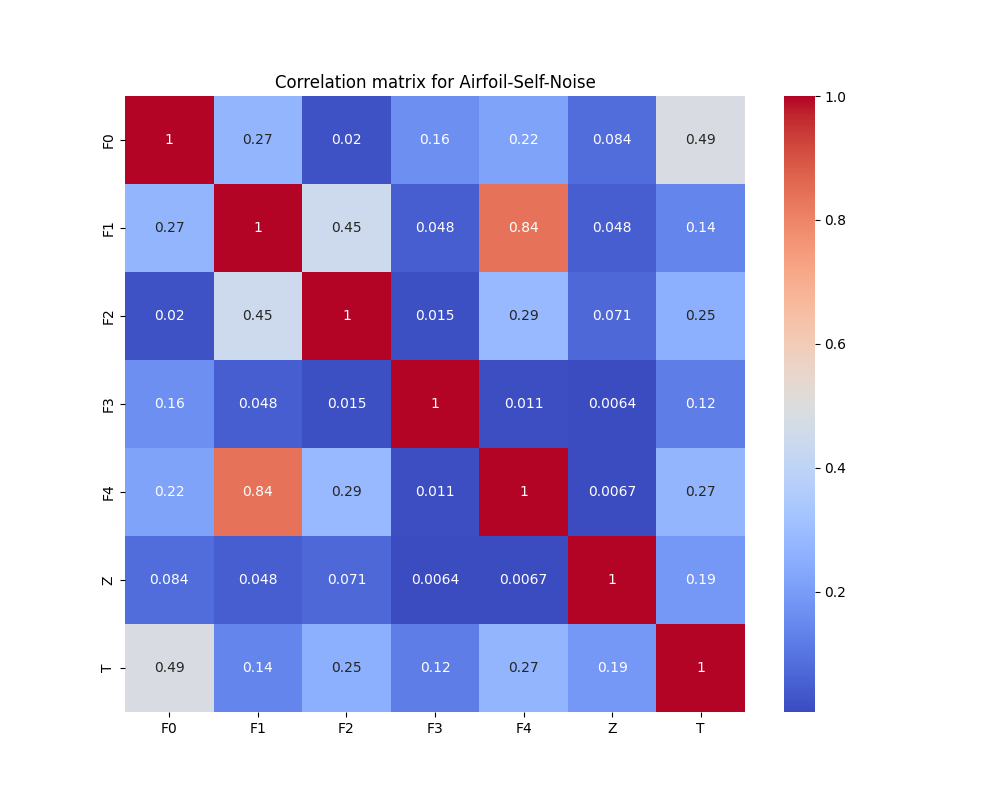 Correlation matrix for Airfoil-Self-Noise
F0 1 0.27 0.02 0.16 0.22 0.084 0.49
F1 0.27 1 0.45 0.048 0.84 0.048 0.14
F2 0.02 0.45 1 0.015 0.29 0.071 0.25
F3 0.16 0.048 0.015 1 0.011 0.0064 0.12
F4 0.22 0.84 0.29 0.011 1 0.0067 0.27
Z 0.084 0.048 0.071 0.0064 0.0067 1 0.19
T 0.49 0.14 0.25 0.12 0.27 0.19 1
F0 F1 F2 F3 F4 Z T
1.0
0.8
0.6
0.4
0.2